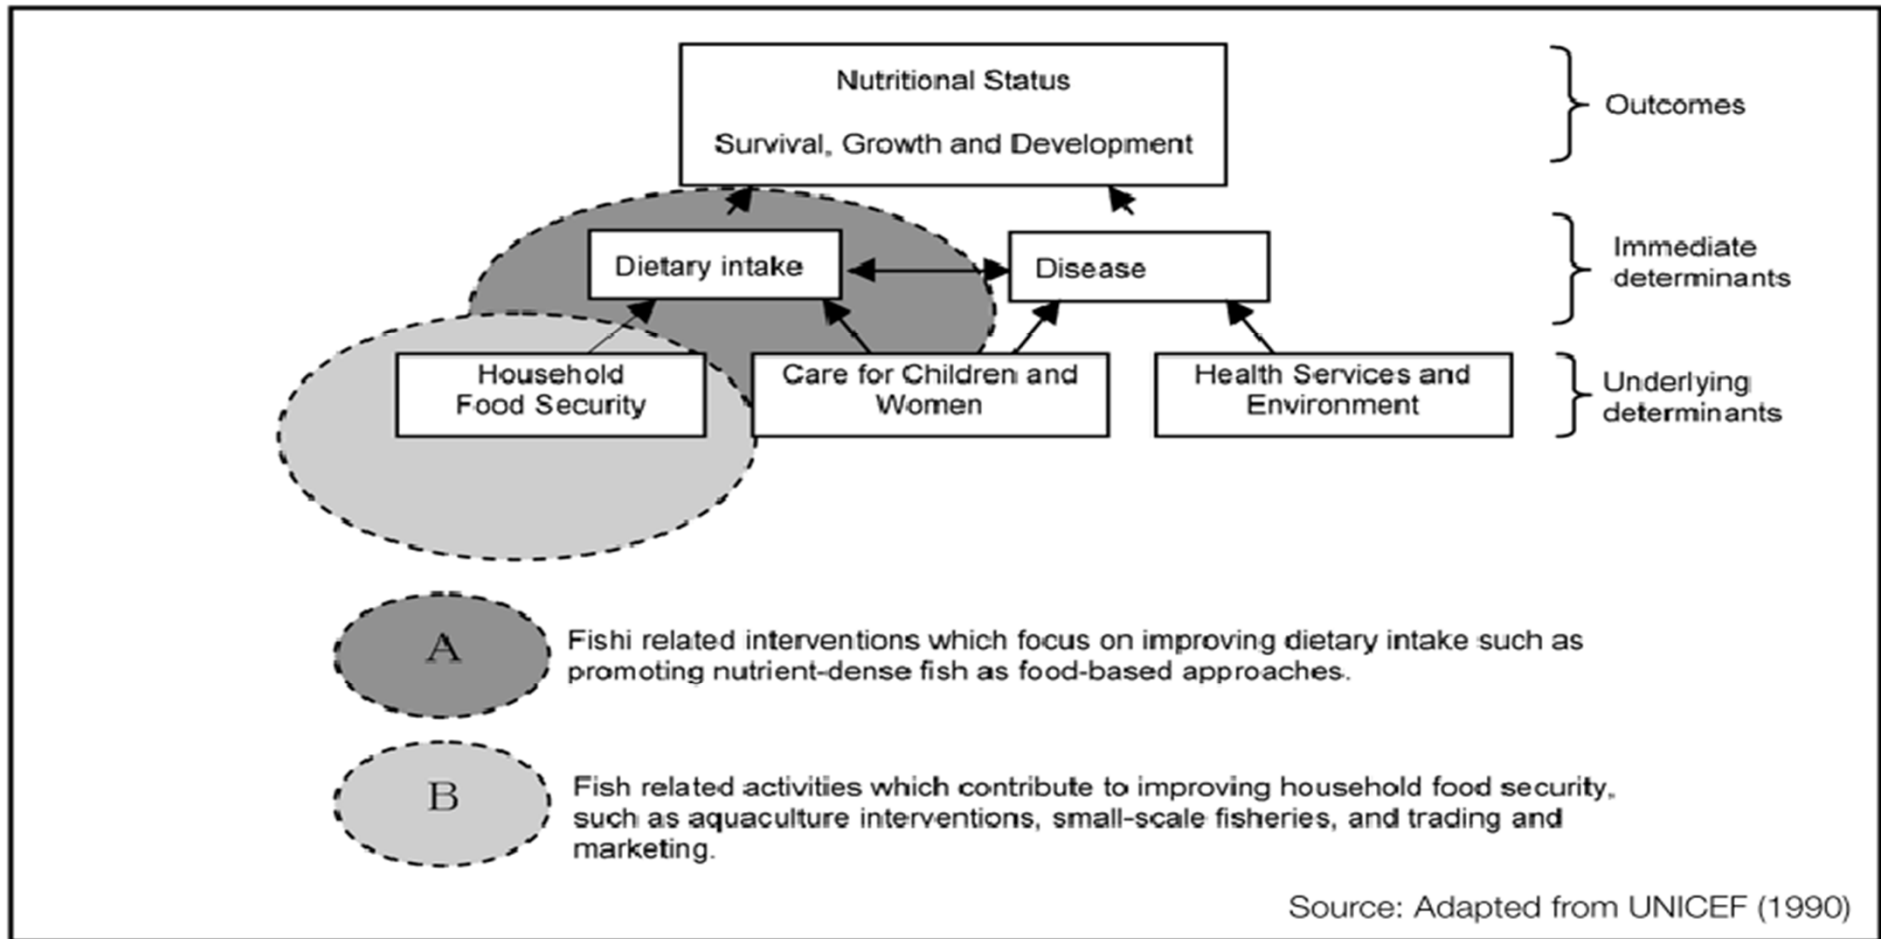 Nutritional Status
Survival, Growth and Development
Outcomes
Dietary intake
Disease
Immediate
determinants
Household
Food Security
Care for Children and
Women
Health Services and
Environment
Underlying
determinants
A
Fishi related interventions which focus on improving dietary intake such as
promoting nutrient-dense fish as food-based approaches.
B
Fish related activities which contribute to improving household food security,
such as aquaculture interventions, small-scale fisheries, and trading and
marketing.
Source: Adapted from UNICEF (1990)